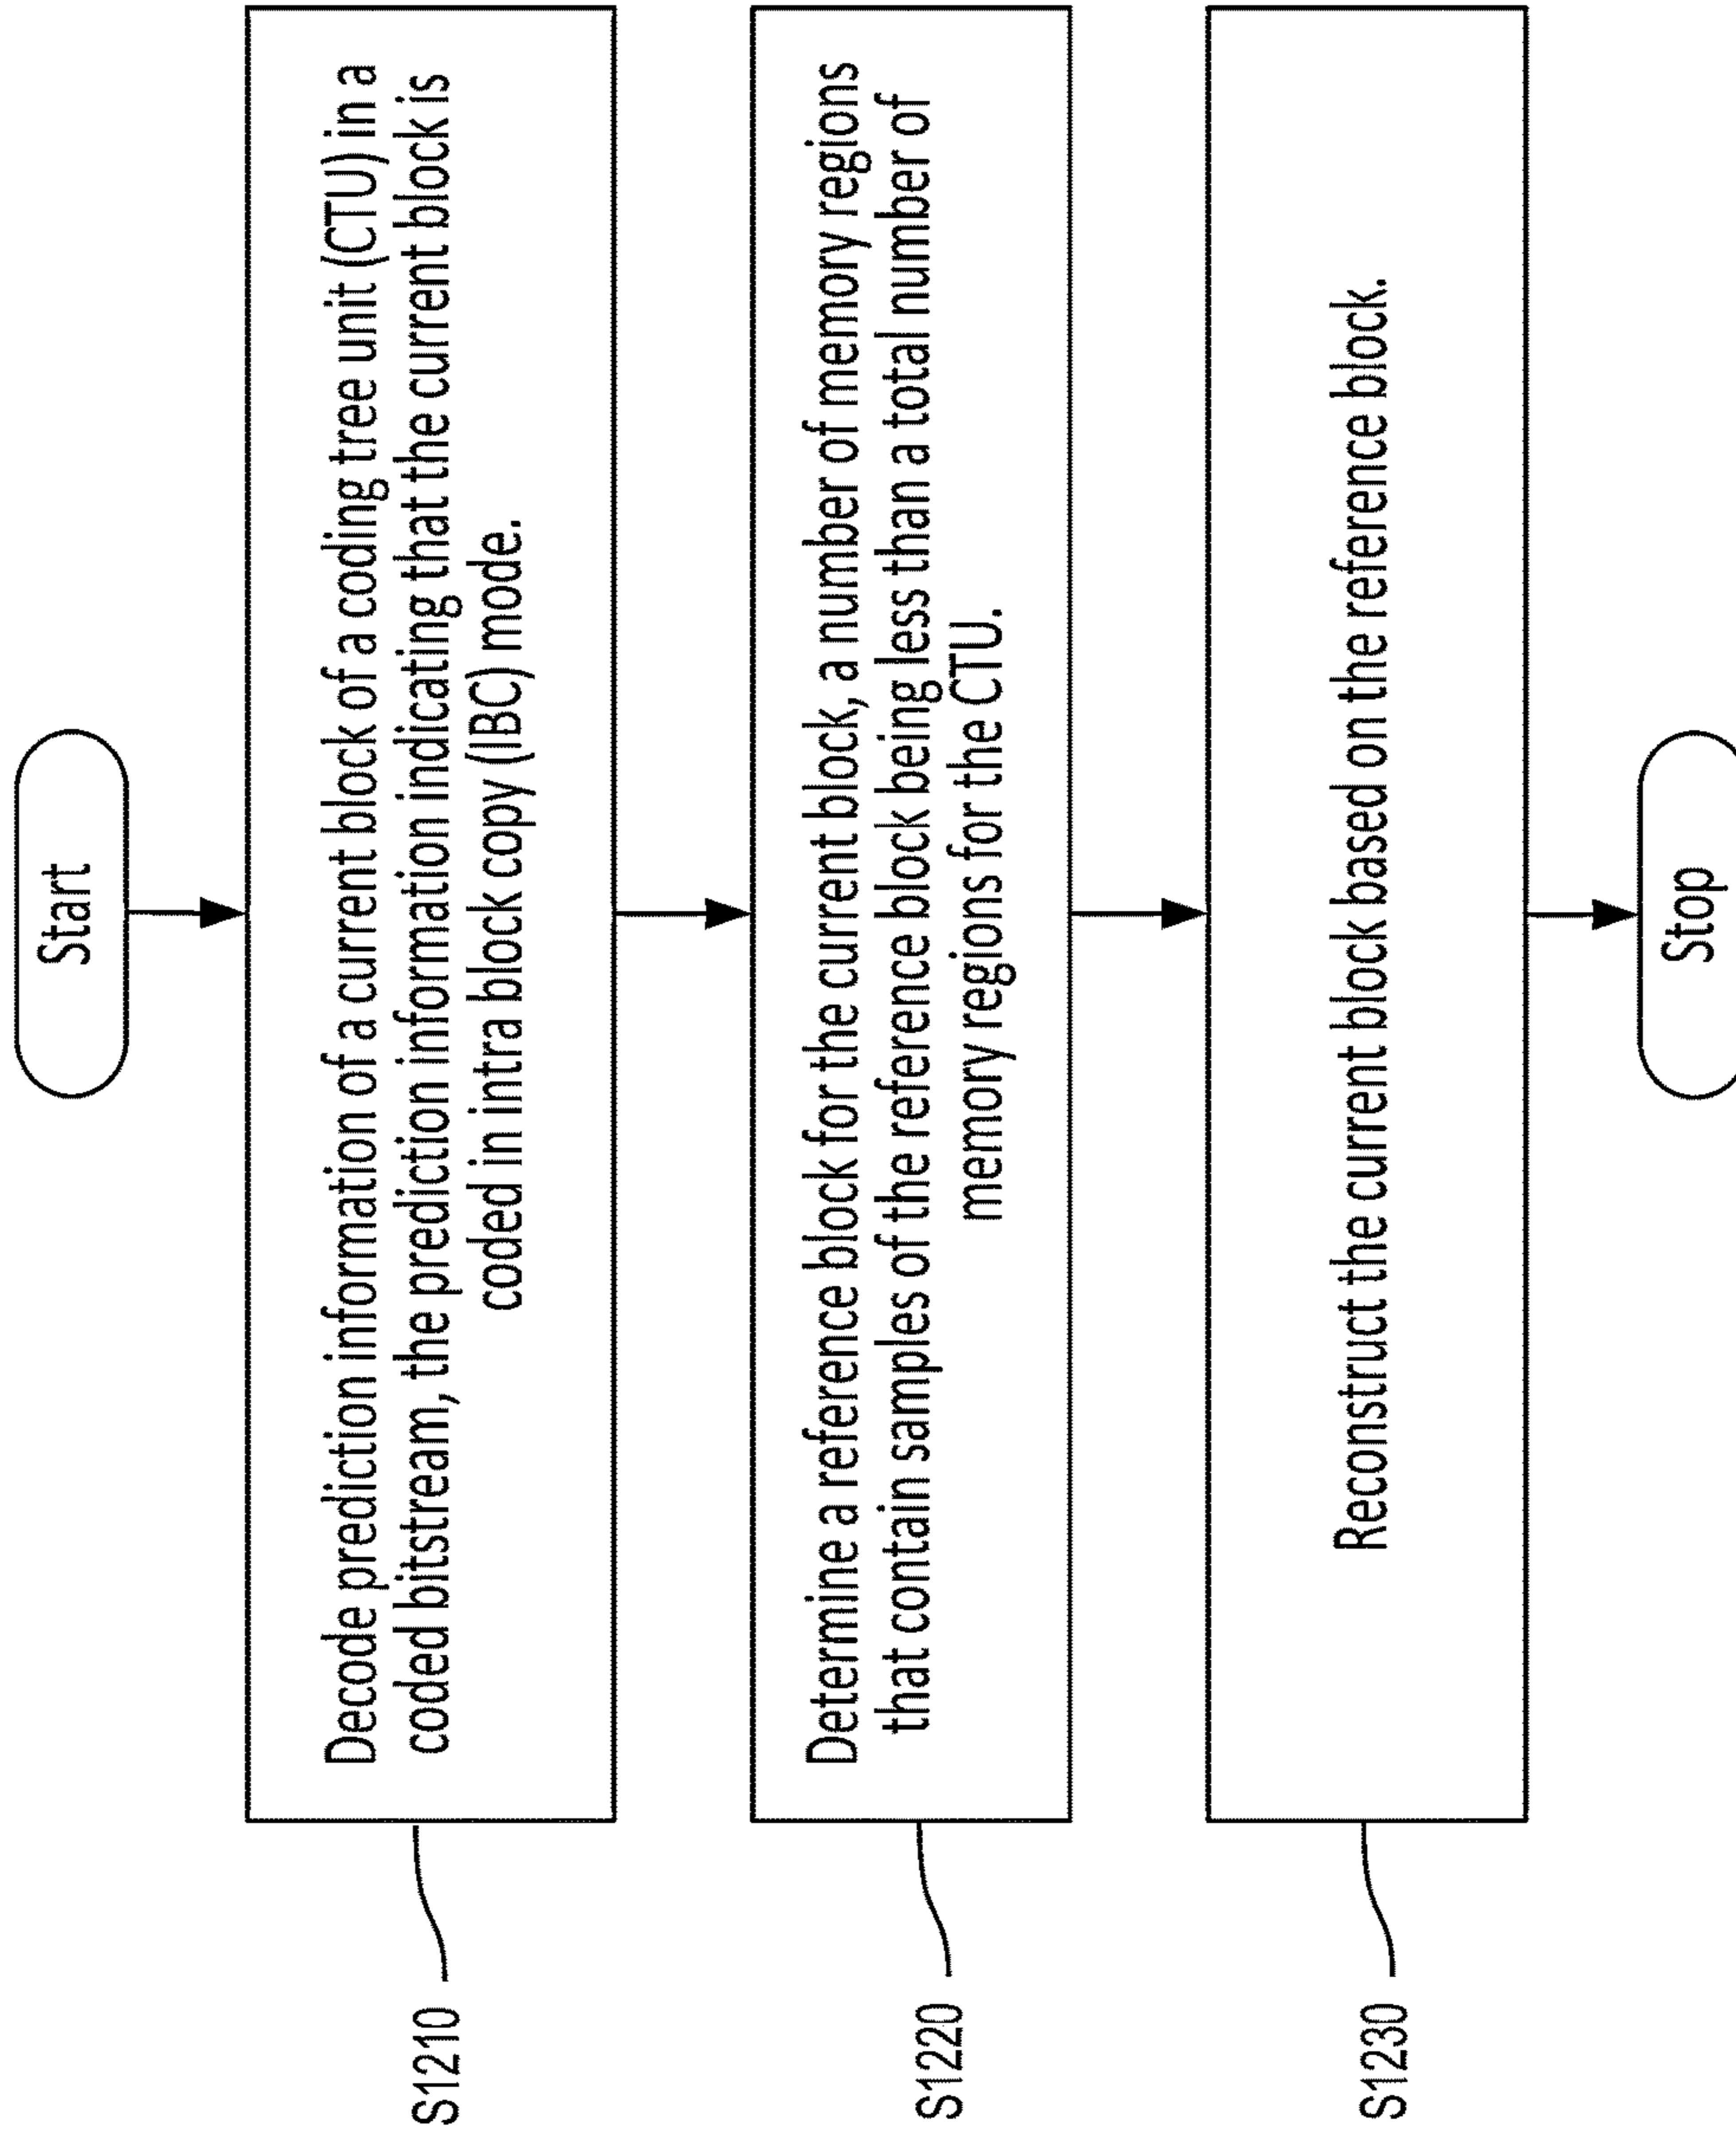 Start
S1210
Decode prediction information of a current block of a coding tree unit (CTU) in a
coded bitstream, the prediction information indicating that the current block is
coded in intra block copy (IBC) mode.
S1220
Determine a reference block for the current block, a number of memory regions
that contain samples of the reference block being less than a total number of
memory regions for the CTU.
S1230
Reconstruct the current block based on the reference block.
Stop